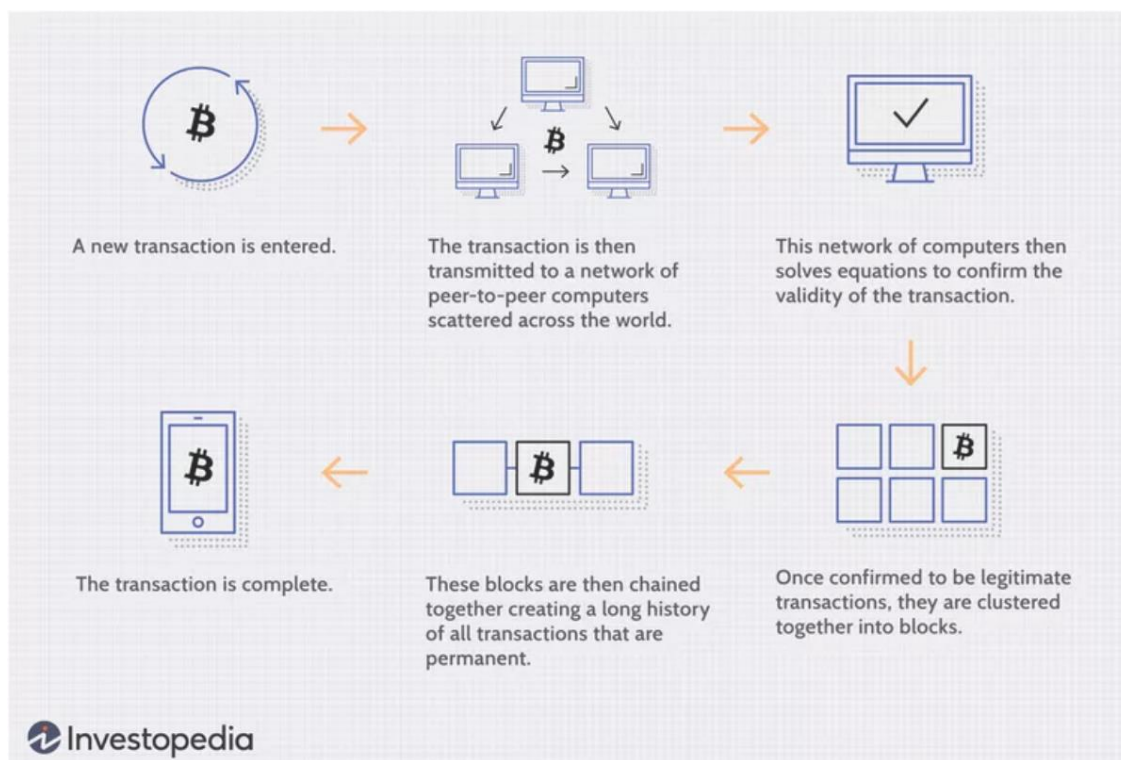 A new transaction is entered.
The transaction is then
transmitted to a network of
peer-to-peer computers
scattered across the world.
This network of computers then
solves equations to confirm the
validity of the transaction.
Once confirmed to be legitimate
transactions, they are clustered
together into blocks.
These blocks are then chained
together creating a long history
of all transactions that are
permanent.
The transaction is complete.
Investopedia